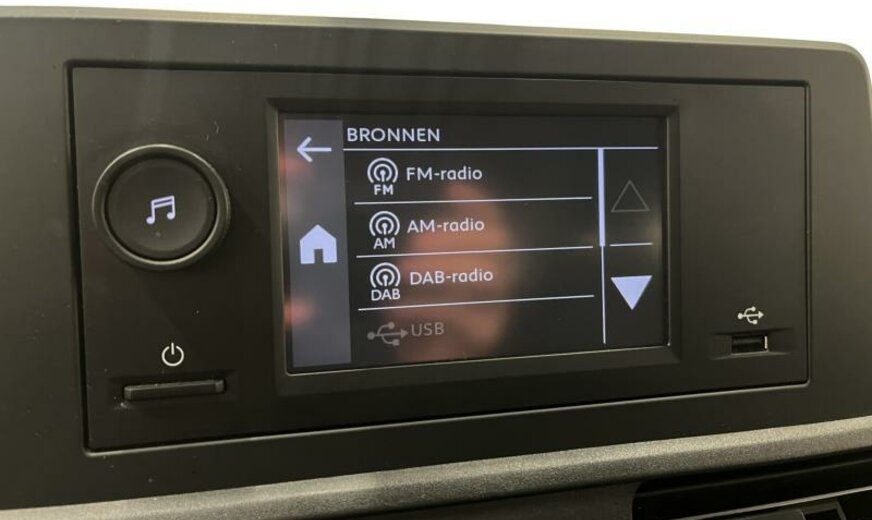 BRONNEN
FM FM-radio
AM AM-radio
DAB DAB-radio
USB